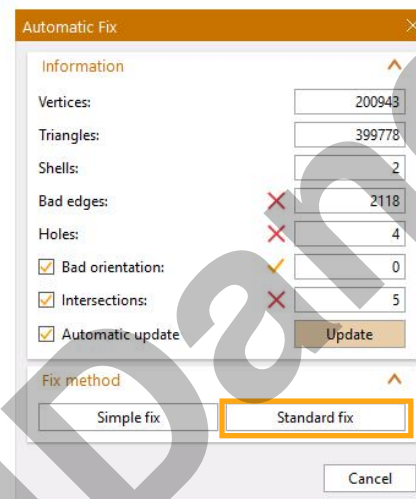 Automatic Fix
Information
Vertices: 200943
Triangles: 399778
Shells: 2
Bad edges: 2118
Holes: 4
Bad orientation: 0
Intersections: 5
Automatic update Update
Fix method
Simple fix Standard fix
Cancel